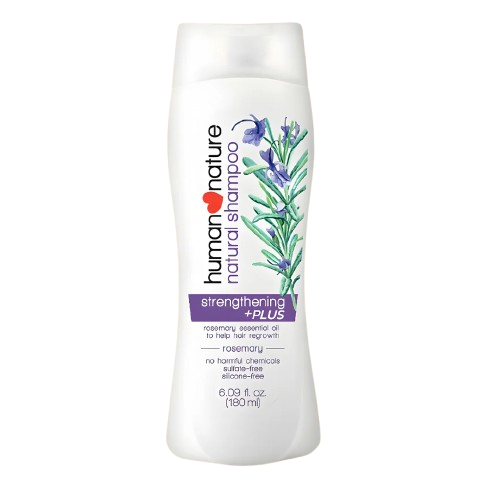 human nature
natural shampoo
strengthening
+PLUS
rosemary essential oil
to help hair regrowth
rosemary
no harmful chemicals
sulfate-free
silicone-free
6.09 fl. oz.
(180 ml)